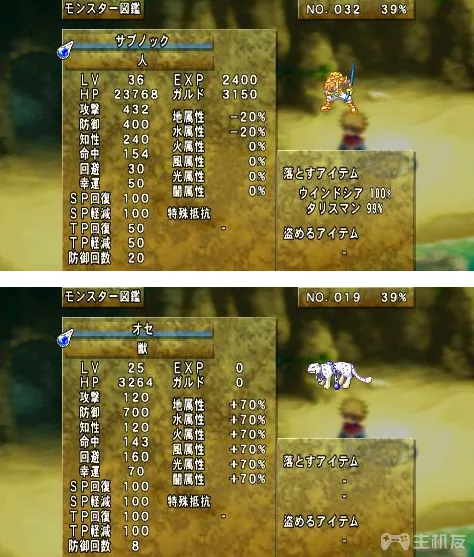 モンスター図鑑
NO. 032 39%
サブノック
人
LV 36 EXP 2400
HP 23768 ガルド 3150
攻撃 432
防御 400
知性 240
命中 154
回避 30
幸運 50
SP回復 100
SP軽減 100
TP回復 50
TP軽減 50
防御回数 20
地属性 -20%
水属性 -20%
火属性 0%
風属性 0%
光属性 0%
闇属性 0%
特殊抵抗
-
落とすアイテム
ウインドシア 100%
タリスマン 99%
盗めるアイテム
-
モンスター図鑑
NO. 019 39%
オセ
獣
LV 25 EXP 0
HP 3264 ガルド 0
攻撃 120
防御 700
知性 120
命中 143
回避 160
幸運 70
SP回復 100
SP軽減 100
TP回復 100
TP軽減 100
防御回数 8
地属性 +70%
水属性 +70%
火属性 +70%
風属性 +70%
光属性 +70%
闇属性 +70%
特殊抵抗
-
落とすアイテム
-
-
盗めるアイテム
-
主机友